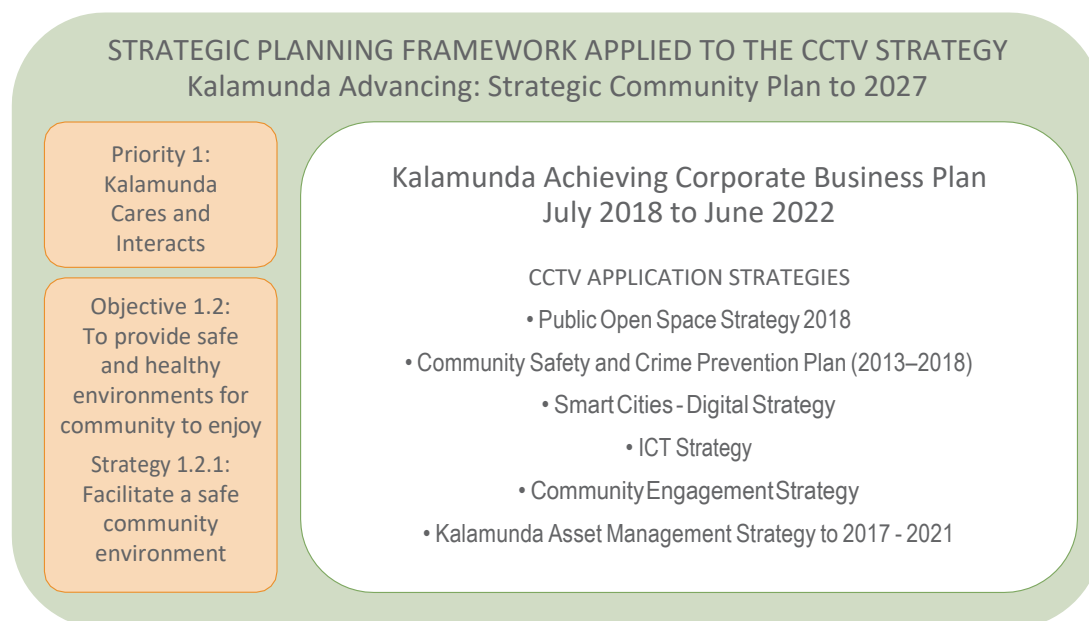 STRATEGIC PLANNING FRAMEWORK APPLIED TO THE CCTV STRATEGY
Kalamunda Advancing: Strategic Community Plan to 2027
Priority 1:
Kalamunda
Cares and
Interacts
Objective 1.2:
To provide safe
and healthy
environments for
community to enjoy
Strategy 1.2.1:
Facilitate a safe
community
environment
Kalamunda Achieving Corporate Business Plan
July 2018 to June 2022
CCTV APPLICATION STRATEGIES
• Public Open Space Strategy 2018
• Community Safety and Crime Prevention Plan (2013–2018)
• Smart Cities - Digital Strategy
• ICT Strategy
• Community Engagement Strategy
• Kalamunda Asset Management Strategy to 2017 - 2021